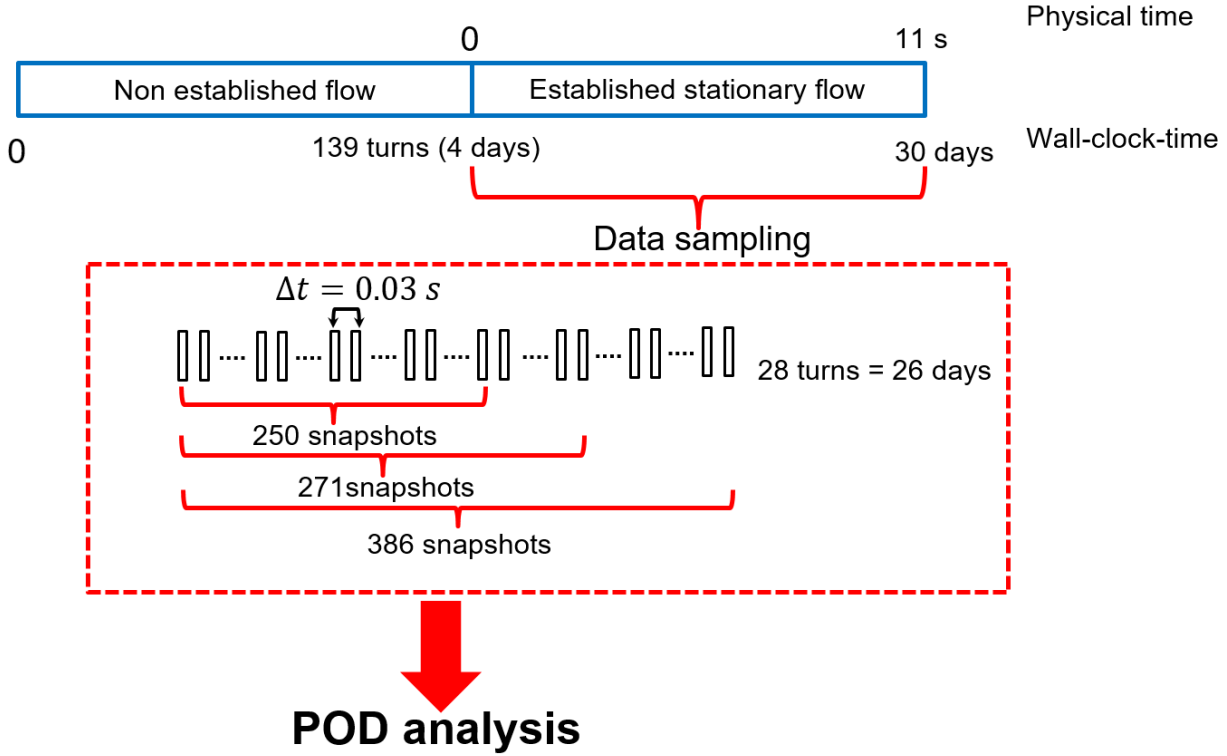 Physical time
0
11 s
Non established flow
Established stationary flow
0
139 turns (4 days)
30 days
Wall-clock-time
Data sampling
Δt = 0.03 s
28 turns = 26 days
250 snapshots
271snapshots
386 snapshots
POD analysis